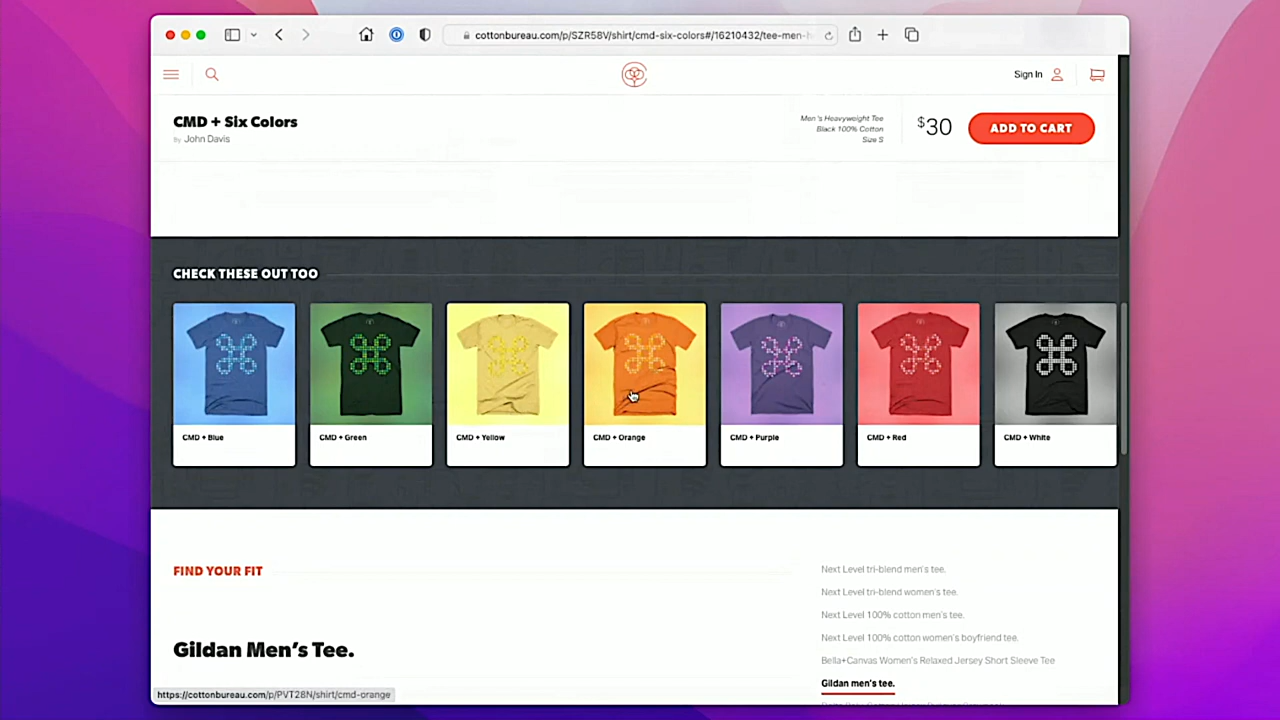 cottonbureau.com/p/SZR58V/shirt/cmd-six-colors#/16210432/tee-men-h
Sign In
CMD + Six Colors
by John Davis
Men's Heavyweight Tee
Black 100% Cotton
Size S
$30
ADD TO CART
CHECK THESE OUT TOO
CMD + Blue
CMD + Green
CMD + Yellow
CMD + Orange
CMD + Purple
CMD + Red
CMD + White
FIND YOUR FIT
Gildan Men's Tee.
Next Level tri-blend men's tee.
Next Level tri-blend women's tee.
Next Level 100% cotton men's tee.
Next Level 100% cotton women's boyfriend tee.
Bella+Canvas Women's Relaxed Jersey Short Sleeve Tee
Gildan men's tee.
https://cottonbureau.com/p/PVT28N/shirt/cmd-orange